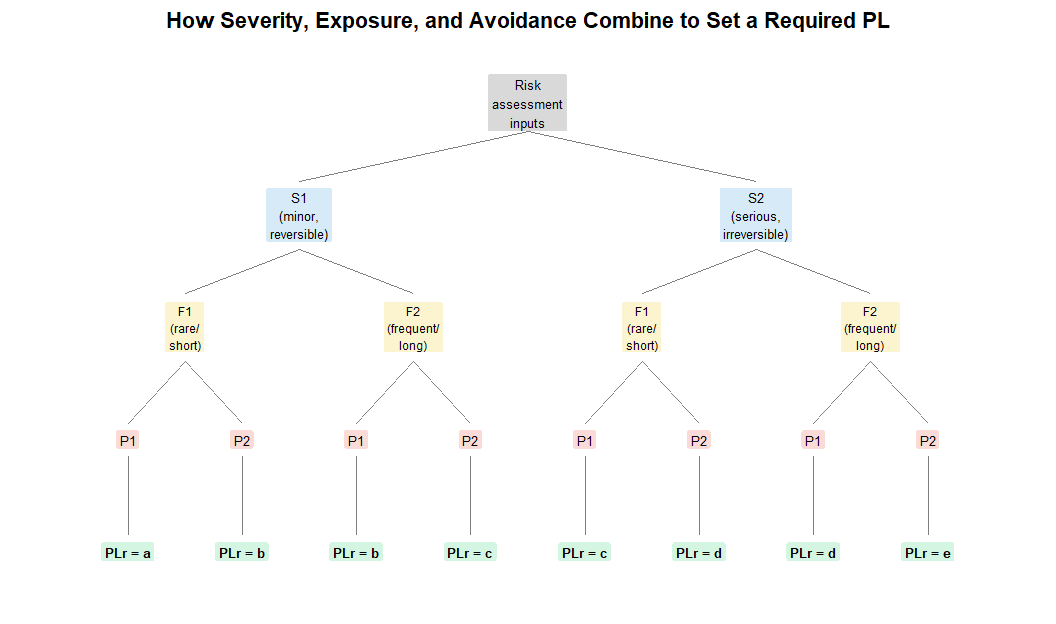 How Severity, Exposure, and Avoidance Combine to Set a Required PL
Risk
assessment
inputs
S1
(minor,
reversible)
S2
(serious,
irreversible)
F1
(rare/
short)
F2
(frequent/
long)
F1
(rare/
short)
F2
(frequent/
long)
P1
P2
P1
P2
P1
P2
P1
P2
PLr = a
PLr = b
PLr = b
PLr = c
PLr = c
PLr = d
PLr = d
PLr = e